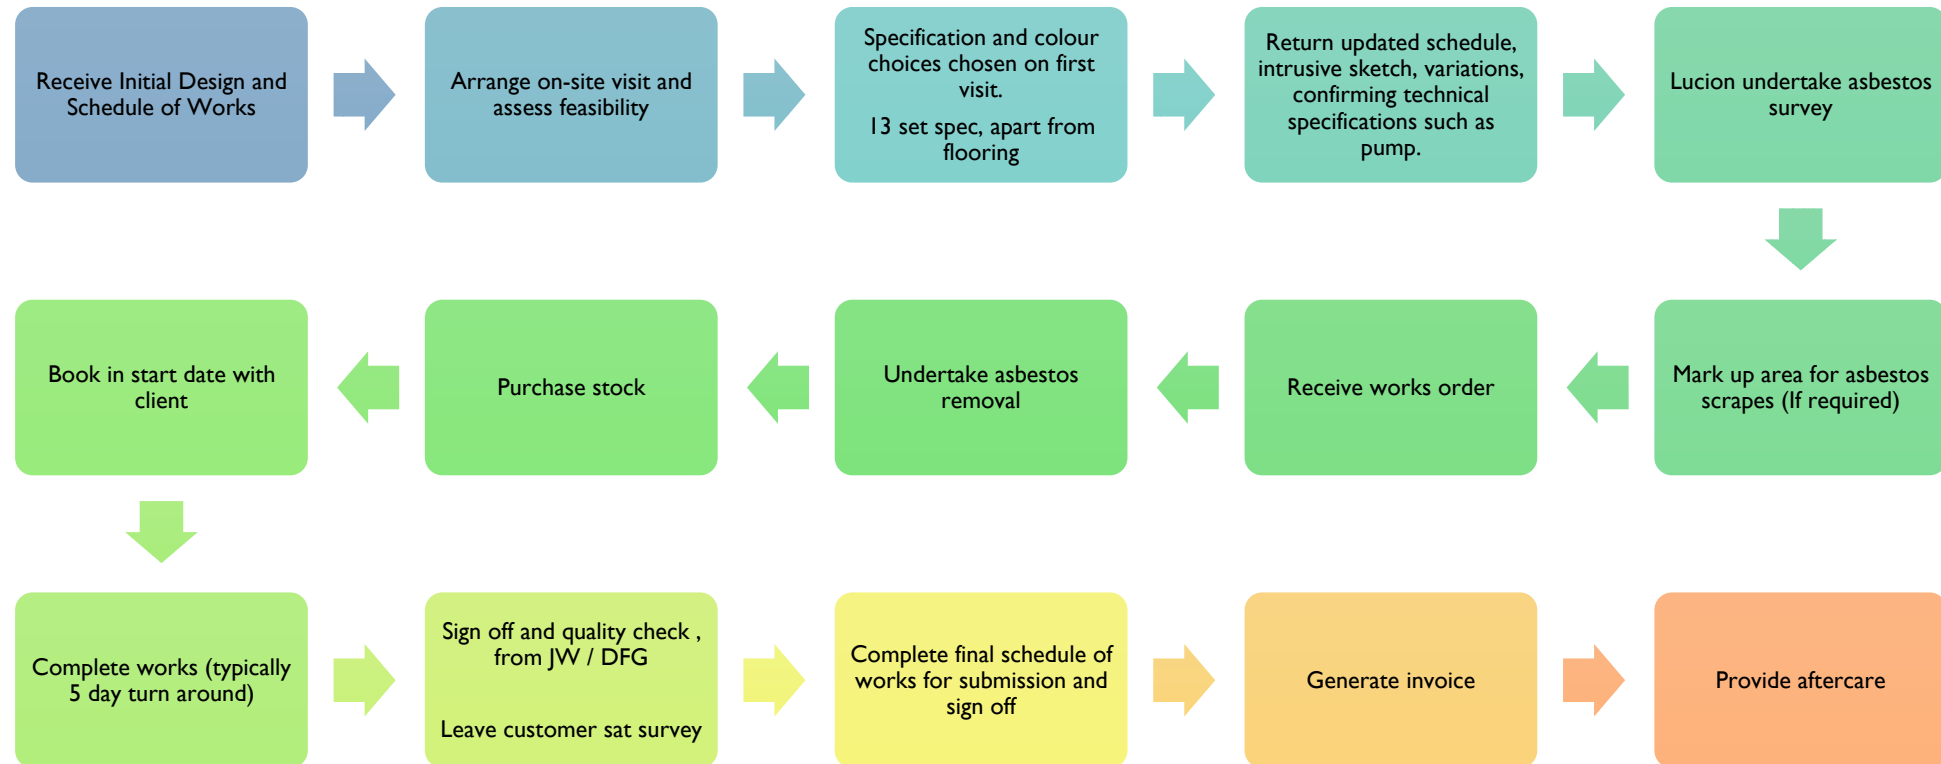 Receive Initial Design and
Schedule of Works
Arrange on-site visit and
assess feasibility
Specification and colour
choices chosen on first
visit.
13 set spec, apart from
flooring
Return updated schedule,
intrusive sketch, variations,
confirming technical
specifications such as
pump.
Lucion undertake asbestos
survey
Mark up area for asbestos
scrapes (If required)
Receive works order
Undertake asbestos
removal
Purchase stock
Book in start date with
client
Complete works (typically
5 day turn around)
Sign off and quality check ,
from JW / DFG
Leave customer sat survey
Complete final schedule of
works for submission and
sign off
Generate invoice
Provide aftercare